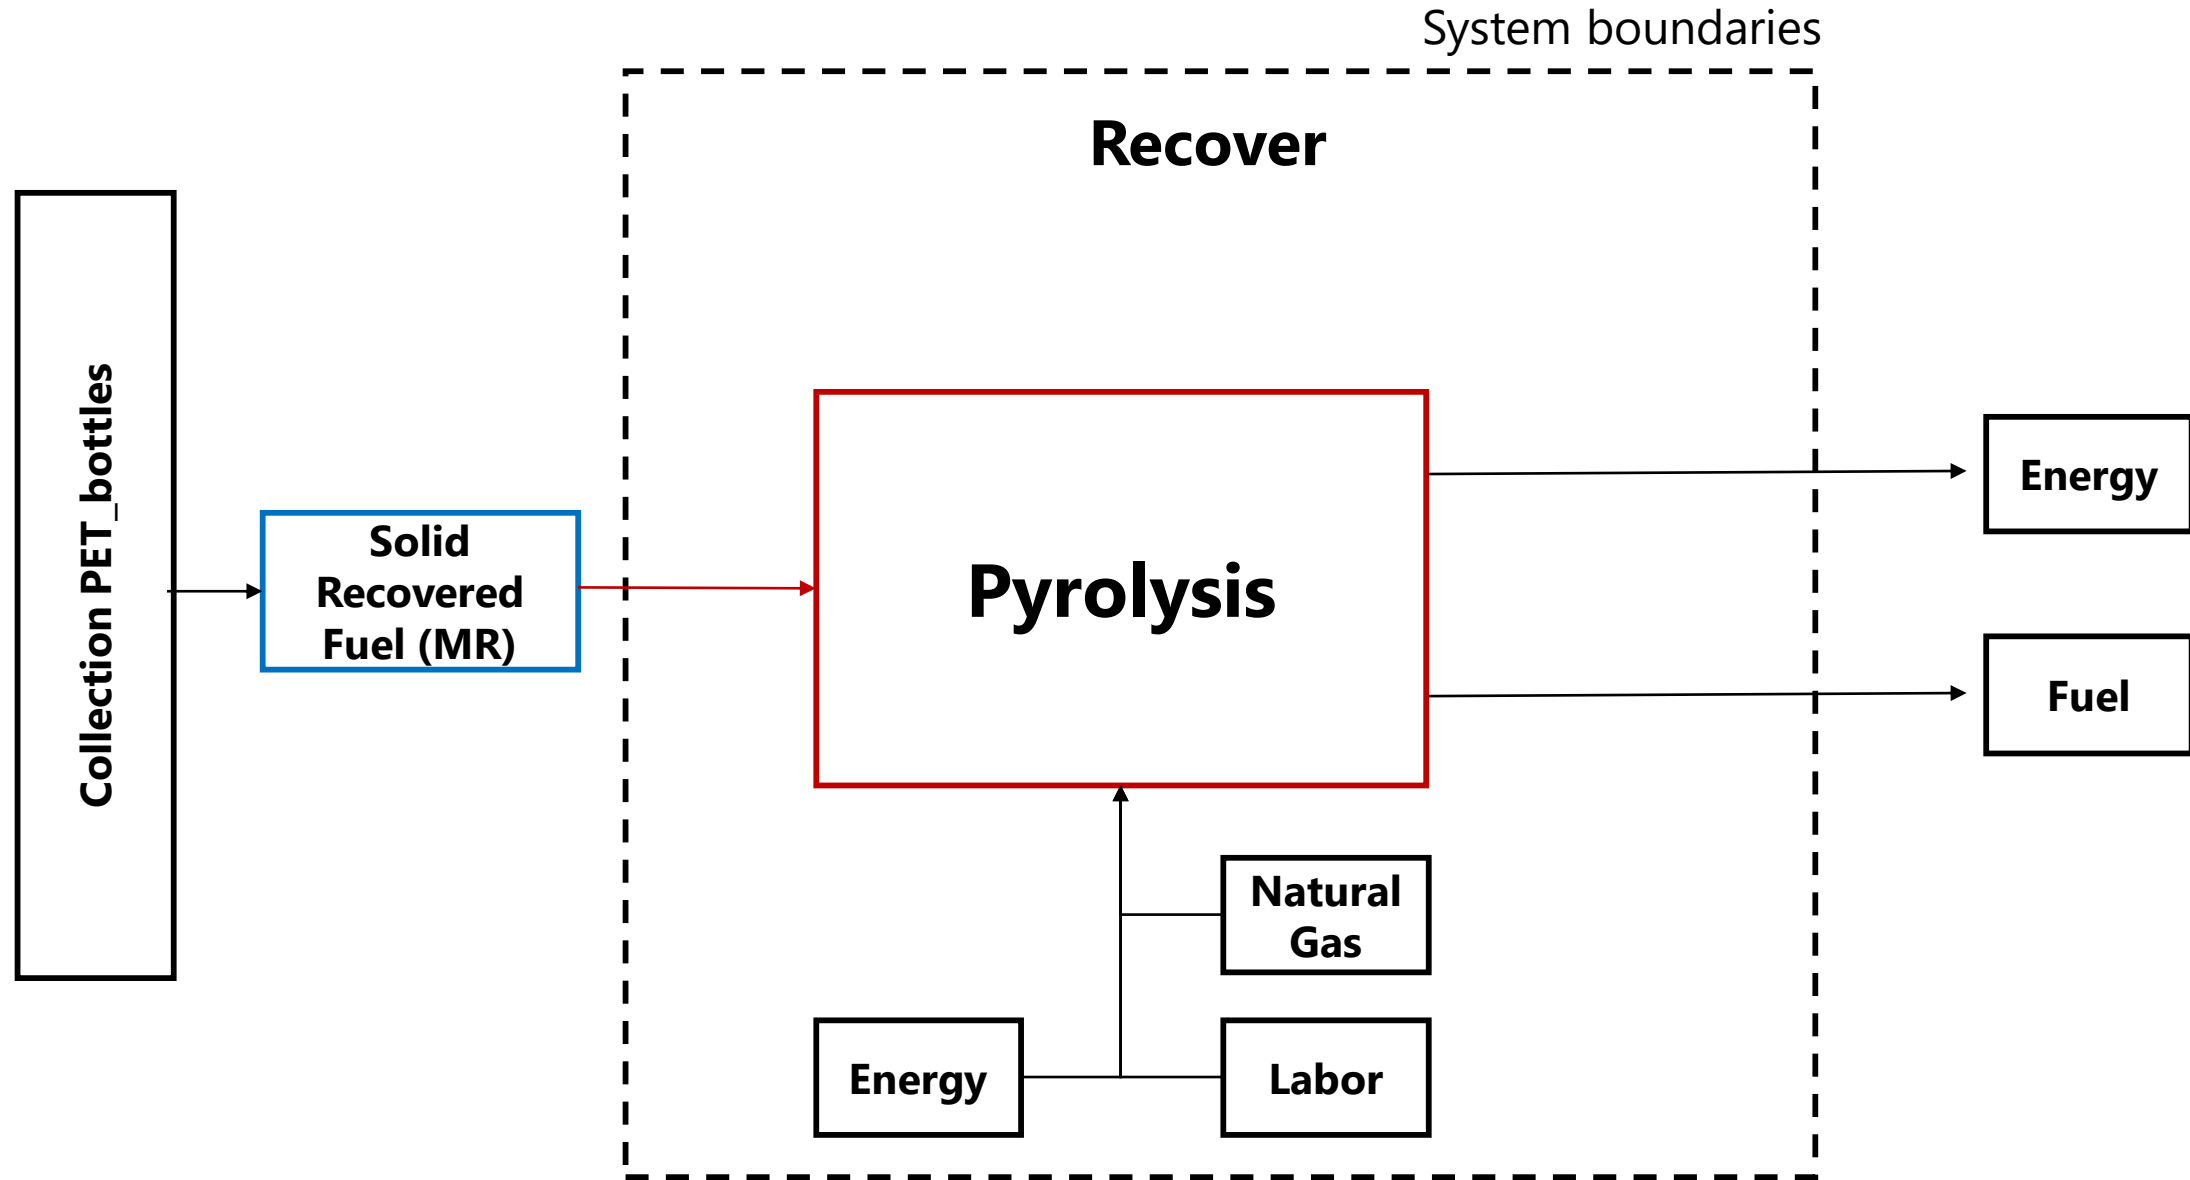 System boundaries
Recover
Collection PET_bottles
Solid
Recovered
Fuel (MR)
Pyrolysis
Energy
Fuel
Natural
Gas
Energy
Labor